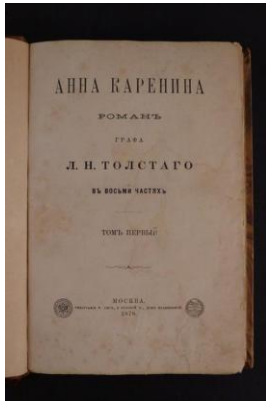 АННА КАРЕНИНА
РОМАНЪ
ГРАФА
Л. Н. ТОЛСТАГО
ВЪ ВОСЬМИ ЧАСТЯХЪ
ТОМЪ ПЕРВЫЙ
МОСКВА.
1878.